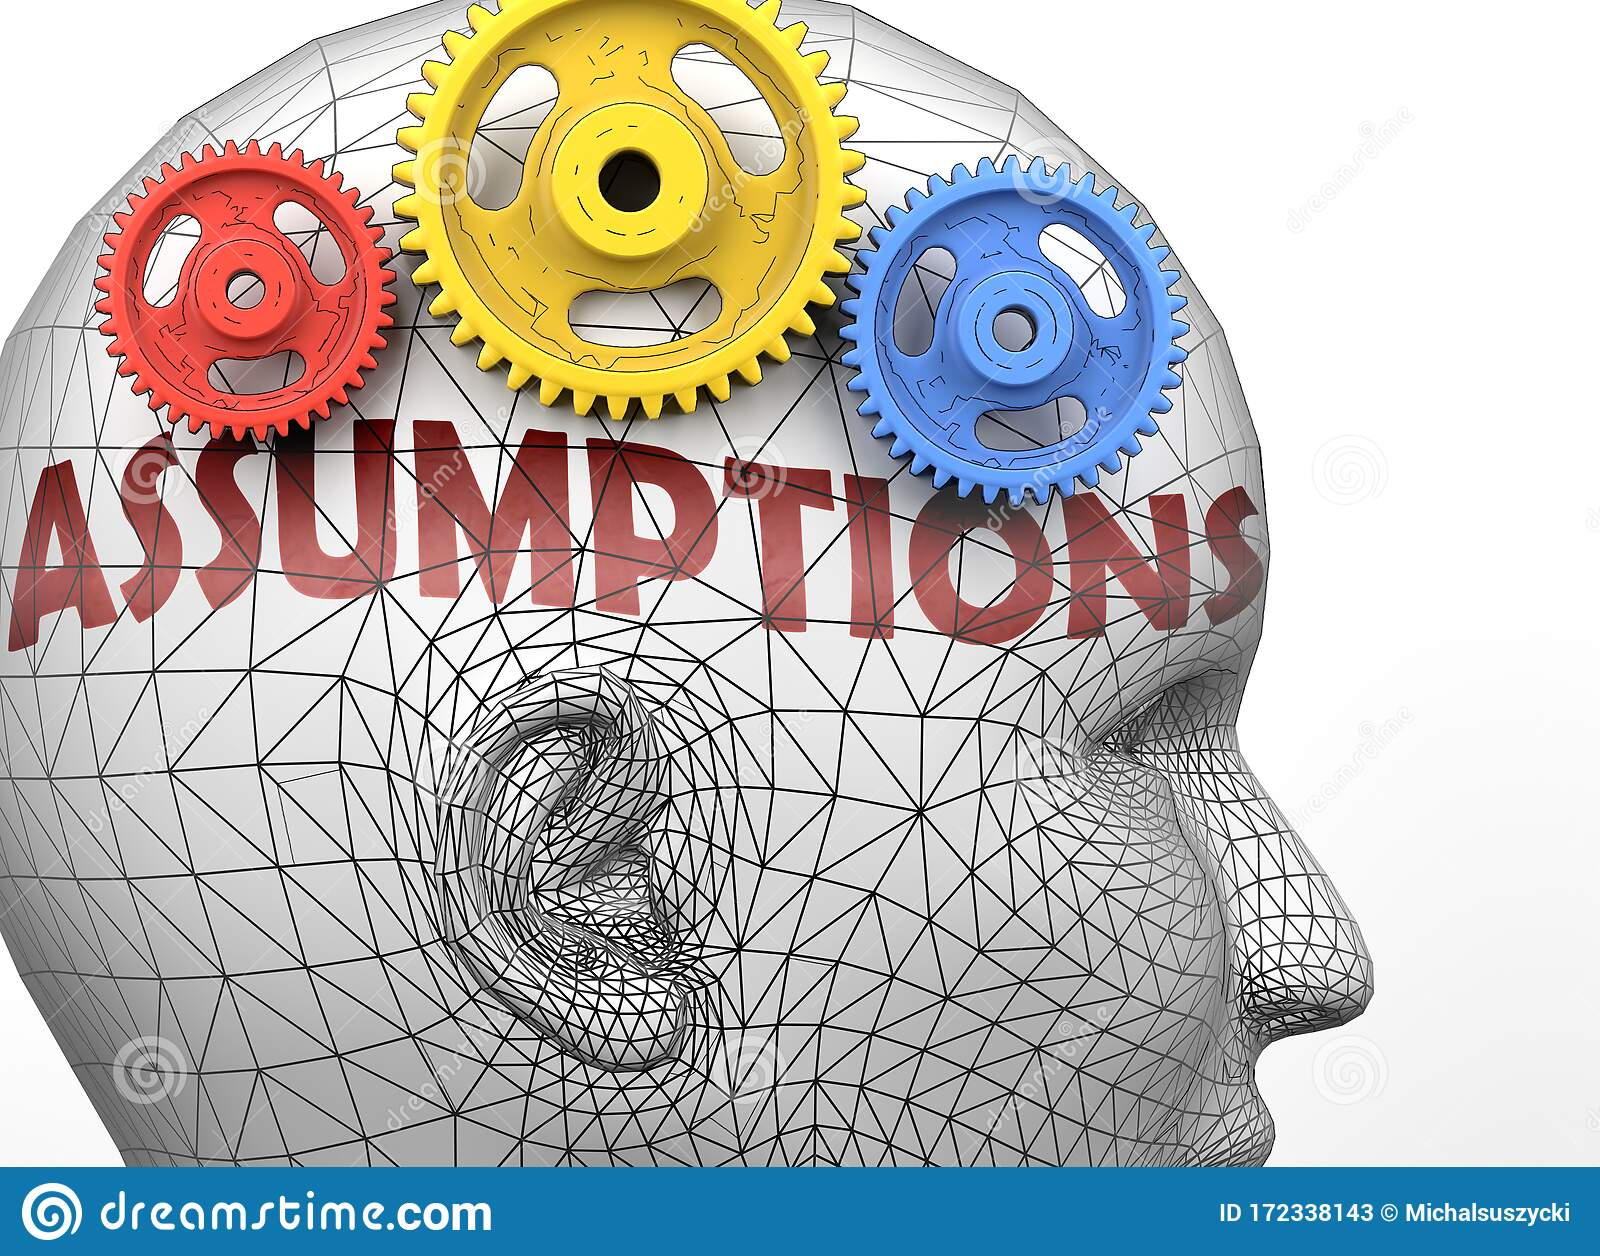 ASSUMPTIONS
dreamstime.com
ID 172338143 © Michalsuszycki